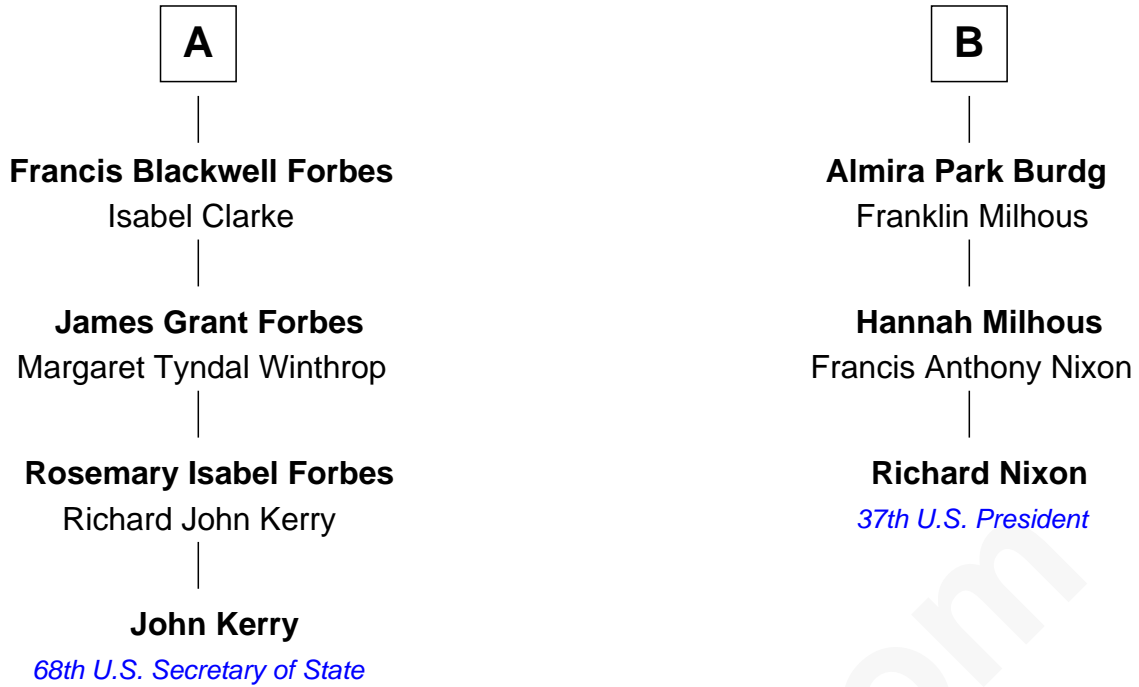 A
Francis Blackwell Forbes
Isabel Clarke
James Grant Forbes
Margaret Tyndal Winthrop
Rosemary Isabel Forbes
Richard John Kerry
John Kerry
68th U.S. Secretary of State
B
Almira Park Burdg
Franklin Milhous
Hannah Milhous
Francis Anthony Nixon
Richard Nixon
37th U.S. President
om